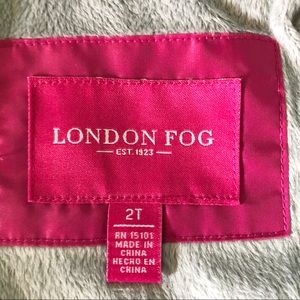 LONDON FOG
EST. 1923
2T
RN 15101
MADE IN
CHINA
HECHO EN
CHINA